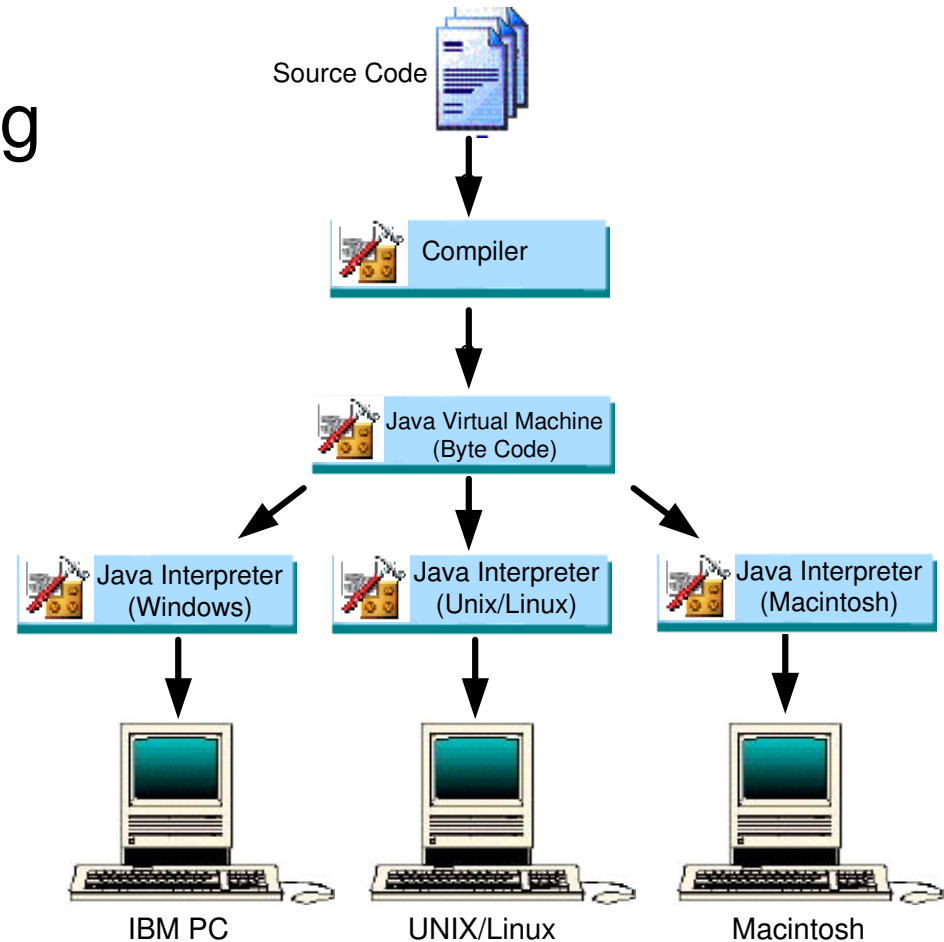 Source Code
g
Compiler
Java Virtual Machine
(Byte Code)
Java Interpreter
(Windows)
Java Interpreter
(Unix/Linux)
Java Interpreter
(Macintosh)
IBM PC
UNIX/Linux
Macintosh